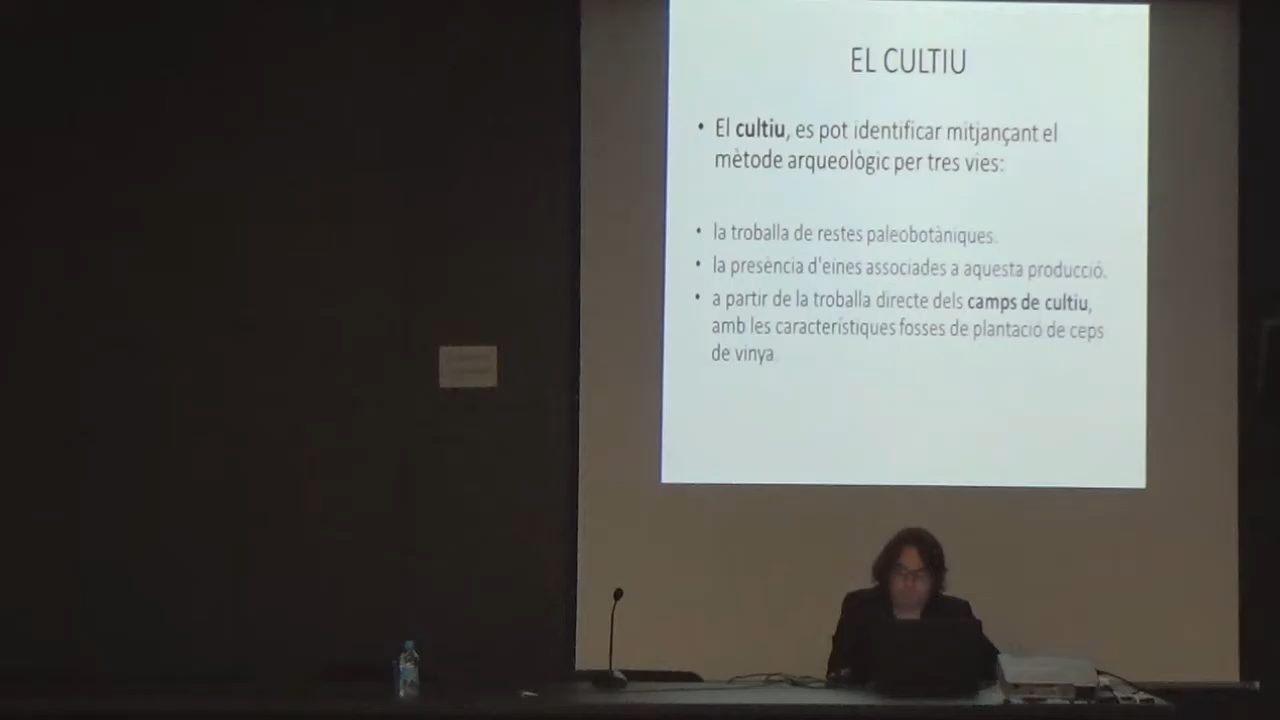 EL CULTIU
• El cultiu, es pot identificar mitjançant el
mètode arqueològic per tres vies:
• la troballa de restes paleobotàniques.
• la presència d'eines associades a aquesta producció.
• a partir de la troballa directe dels camps de cultiu,
amb les característiques fosses de plantació de ceps
de vinya